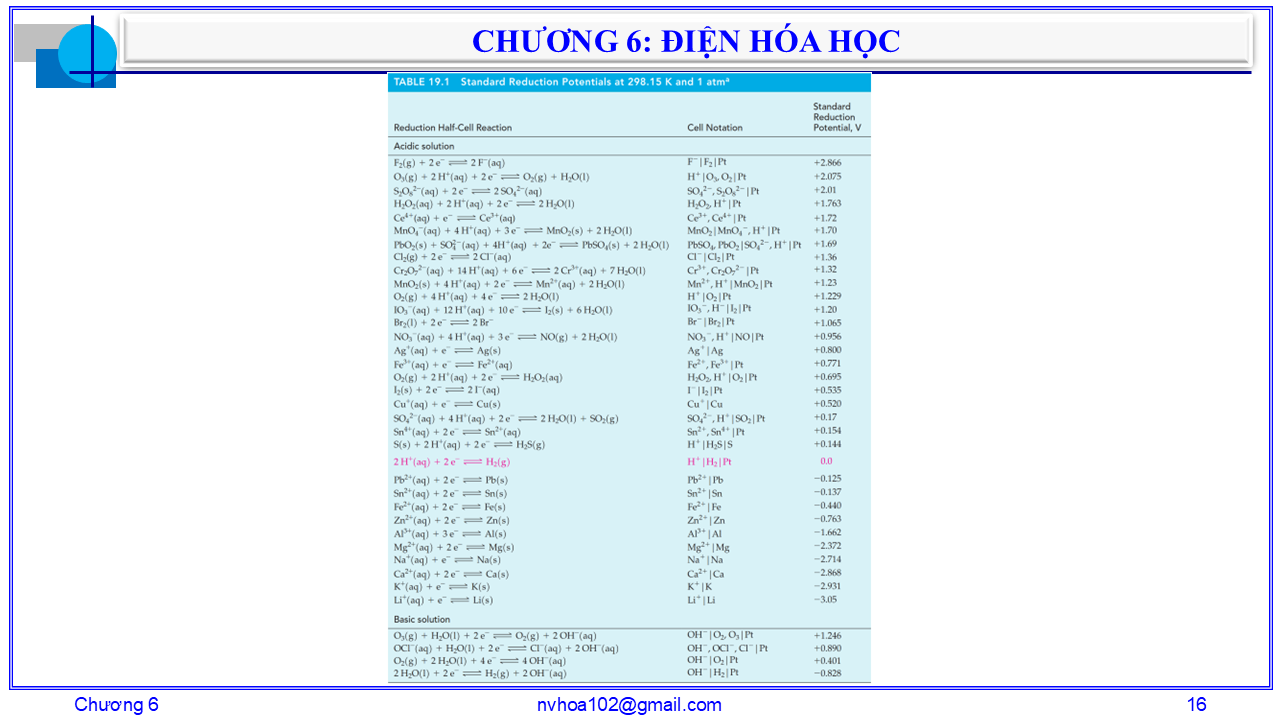 CHƯƠNG 6: ĐIỆN HÓA HỌC
TABLE 19.1 Standard Reduction Potentials at 298.15 K and 1 atmᵃ
Reduction Half-Cell Reaction Cell Notation Standard Reduction Potential, V
Acidic solution
F₂(g) + 2 e⁻ ⇌ 2 F⁻(aq) F⁻|F₂|Pt +2.866
O₃(g) + 2 H⁺(aq) + 2 e⁻ ⇌ O₂(g) + H₂O(l) H⁺|O₃, O₂|Pt +2.075
S₂O₈²⁻(aq) + 2 e⁻ ⇌ 2 SO₄²⁻(aq) SO₄²⁻, S₂O₈²⁻|Pt +2.01
H₂O₂(aq) + 2 H⁺(aq) + 2 e⁻ ⇌ 2 H₂O(l) H₂O₂, H⁺|Pt +1.763
Ce⁴⁺(aq) + e⁻ ⇌ Ce³⁺(aq) Ce³⁺, Ce⁴⁺|Pt +1.72
MnO₄⁻(aq) + 4 H⁺(aq) + 3 e⁻ ⇌ MnO₂(s) + 2 H₂O(l) MnO₂|MnO₄⁻, H⁺|Pt +1.70
PbO₂(s) + SO₄²⁻(aq) + 4H⁺(aq) + 2e⁻ ⇌ PbSO₄(s) + 2 H₂O(l) PbSO₄, PbO₂|SO₄²⁻, H⁺|Pt +1.69
Cl₂(g) + 2 e⁻ ⇌ 2 Cl⁻(aq) Cl⁻|Cl₂|Pt +1.36
Cr₂O₇²⁻(aq) + 14 H⁺(aq) + 6 e⁻ ⇌ 2 Cr³⁺(aq) + 7 H₂O(l) Cr³⁺, Cr₂O₇²⁻|Pt +1.32
MnO₂(s) + 4 H⁺(aq) + 2 e⁻ ⇌ Mn²⁺(aq) + 2 H₂O(l) Mn²⁺, H⁺|MnO₂|Pt +1.23
O₂(g) + 4 H⁺(aq) + 4 e⁻ ⇌ 2 H₂O(l) H⁺|O₂|Pt +1.229
IO₃⁻(aq) + 12 H⁺(aq) + 10 e⁻ ⇌ I₂(s) + 6 H₂O(l) IO₃⁻, H⁻|I₂|Pt +1.20
Br₂(l) + 2 e⁻ ⇌ 2 Br⁻ Br⁻|Br₂|Pt +1.065
NO₃⁻(aq) + 4 H⁺(aq) + 3 e⁻ ⇌ NO(g) + 2 H₂O(l) NO₃⁻, H⁺|NO|Pt +0.956
Ag⁺(aq) + e⁻ ⇌ Ag(s) Ag⁺|Ag +0.800
Fe³⁺(aq) + e⁻ ⇌ Fe²⁺(aq) Fe²⁺, Fe³⁺|Pt +0.771
O₂(g) + 2 H⁺(aq) + 2 e⁻ ⇌ H₂O₂(aq) H₂O₂, H⁺|O₂|Pt +0.695
I₂(s) + 2 e⁻ ⇌ 2 I⁻(aq) I⁻|I₂|Pt +0.535
Cu⁺(aq) + e⁻ ⇌ Cu(s) Cu⁺|Cu +0.520
SO₄²⁻(aq) + 4 H⁺(aq) + 2 e⁻ ⇌ 2 H₂O(l) + SO₂(g) SO₄²⁻, H⁺|SO₂|Pt +0.17
Sn⁴⁺(aq) + 2 e⁻ ⇌ Sn²⁺(aq) Sn²⁺, Sn⁴⁺|Pt +0.154
S(s) + 2 H⁺(aq) + 2 e⁻ ⇌ H₂S(g) H⁺|H₂S|S +0.144
2 H⁺(aq) + 2 e⁻ ⇌ H₂(g) H⁺|H₂|Pt 0.0
Pb²⁺(aq) + 2 e⁻ ⇌ Pb(s) Pb²⁺|Pb −0.125
Sn²⁺(aq) + 2 e⁻ ⇌ Sn(s) Sn²⁺|Sn −0.137
Fe²⁺(aq) + 2 e⁻ ⇌ Fe(s) Fe²⁺|Fe −0.440
Zn²⁺(aq) + 2 e⁻ ⇌ Zn(s) Zn²⁺|Zn −0.763
Al³⁺(aq) + 3 e⁻ ⇌ Al(s) Al³⁺|Al −1.662
Mg²⁺(aq) + 2 e⁻ ⇌ Mg(s) Mg²⁺|Mg −2.372
Na⁺(aq) + e⁻ ⇌ Na(s) Na⁺|Na −2.714
Ca²⁺(aq) + 2 e⁻ ⇌ Ca(s) Ca²⁺|Ca −2.868
K⁺(aq) + e⁻ ⇌ K(s) K⁺|K −2.931
Li⁺(aq) + e⁻ ⇌ Li(s) Li⁺|Li −3.05
Basic solution
O₃(g) + H₂O(l) + 2 e⁻ ⇌ O₂(g) + 2 OH⁻(aq) OH⁻|O₂, O₃|Pt +1.246
OCl⁻(aq) + H₂O(l) + 2 e⁻ ⇌ Cl⁻(aq) + 2 OH⁻(aq) OH⁻, OCl⁻, Cl⁻|Pt +0.890
O₂(g) + 2 H₂O(l) + 4 e⁻ ⇌ 4 OH⁻(aq) OH⁻|O₂|Pt +0.401
2 H₂O(l) + 2 e⁻ ⇌ H₂(g) + 2 OH⁻(aq) OH⁻|H₂|Pt −0.828
Chương 6 nvhoa102@gmail.com 16